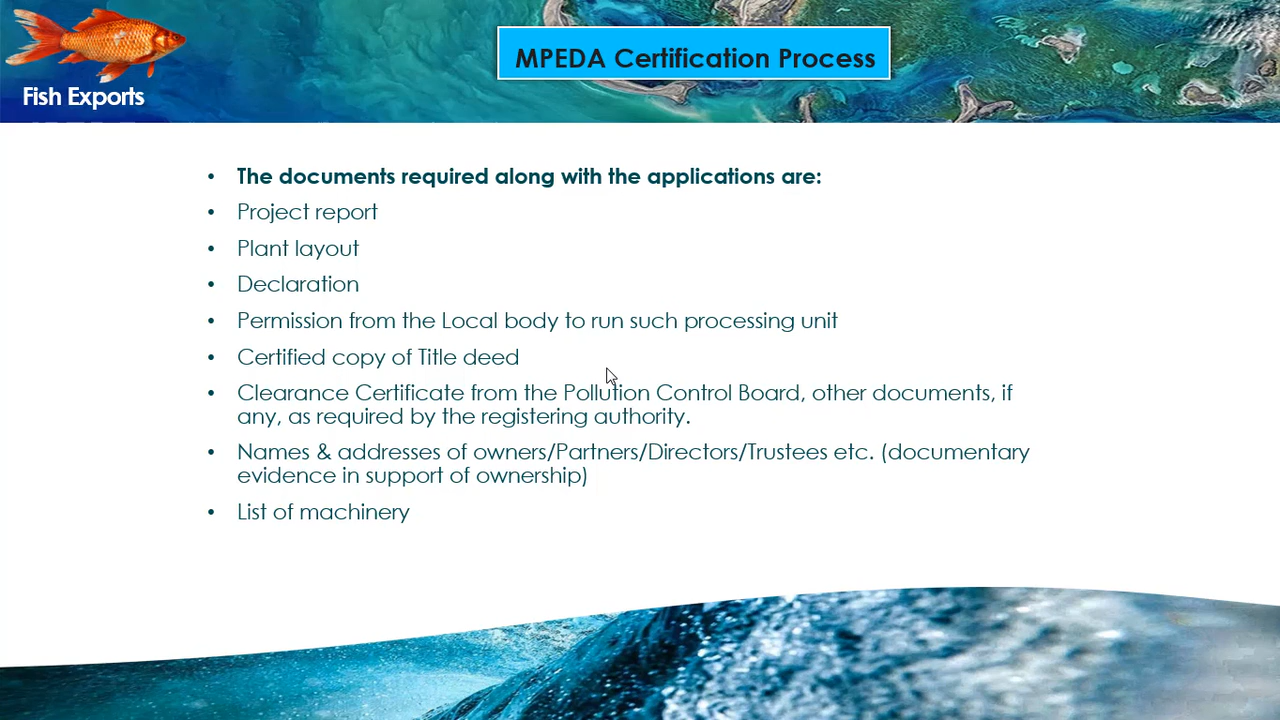 MPEDA Certification Process
Fish Exports
• The documents required along with the applications are:
• Project report
• Plant layout
• Declaration
• Permission from the Local body to run such processing unit
• Certified copy of Title deed
• Clearance Certificate from the Pollution Control Board, other documents, if
any, as required by the registering authority.
• Names & addresses of owners/Partners/Directors/Trustees etc. (documentary
evidence in support of ownership)
• List of machinery